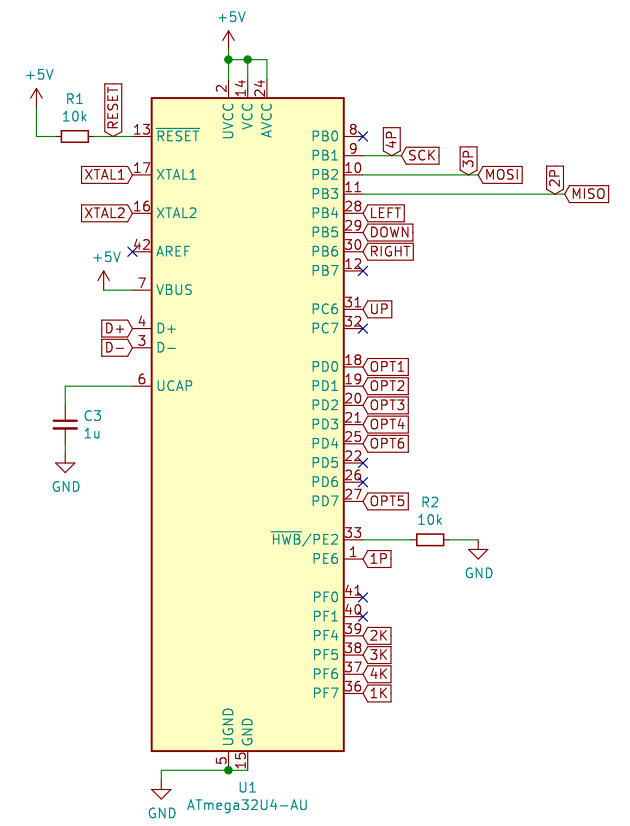 +5V
+5V
R1
10k
RESET
2
14
24
UVCC
VCC
AVCC
13
RESET
17
XTAL1
XTAL1
16
XTAL2
XTAL2
42
AREF
+5V
7
VBUS
D+
4
D+
D-
3
D-
6
UCAP
C3
1u
GND
PB0
8
PB1
9
4P
SCK
PB2
10
3P
MOSI
PB3
11
2P
MISO
PB4
28
LEFT
PB5
29
DOWN
PB6
30
RIGHT
PB7
12
PC6
31
UP
PC7
32
PD0
18
OPT1
PD1
19
OPT2
PD2
20
OPT3
PD3
21
OPT4
PD4
25
OPT6
PD5
22
PD6
26
PD7
27
OPT5
R2
10k
HWB/PE2
33
GND
PE6
1
1P
PF0
41
PF1
40
PF4
39
2K
PF5
38
3K
PF6
37
4K
PF7
36
1K
UGND
GND
5
15
GND
U1
ATmega32U4-AU